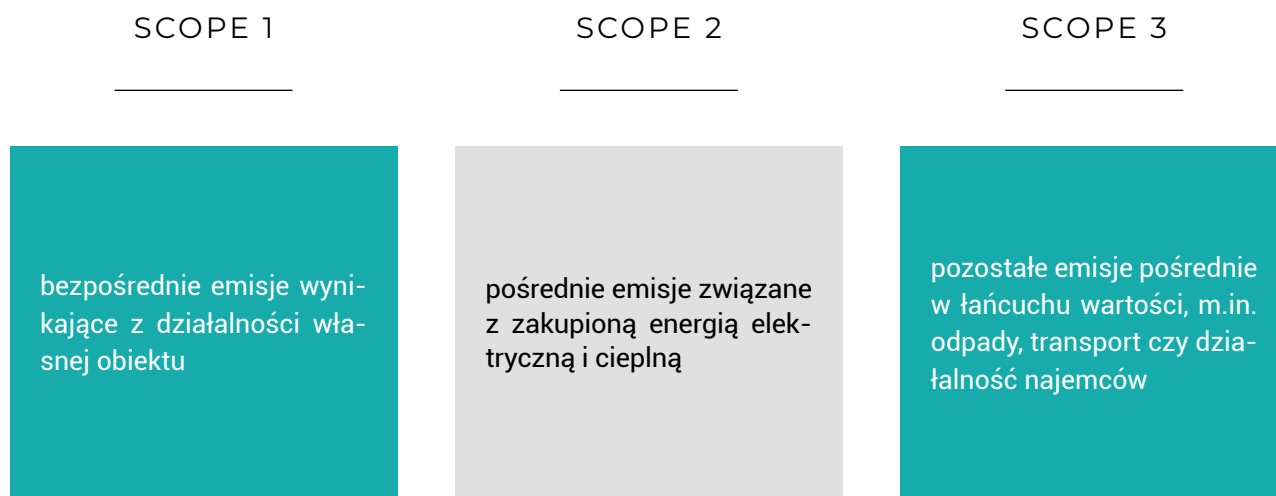 SCOPE 1
SCOPE 2
SCOPE 3
bezpośrednie emisje wyni-
kające z działalności wła-
snej obiektu
pośrednie emisje związane
z zakupioną energią elek-
tryczną i cieplną
pozostałe emisje pośrednie
w łańcuchu wartości, m.in.
odpady, transport czy dzia-
łalność najemców